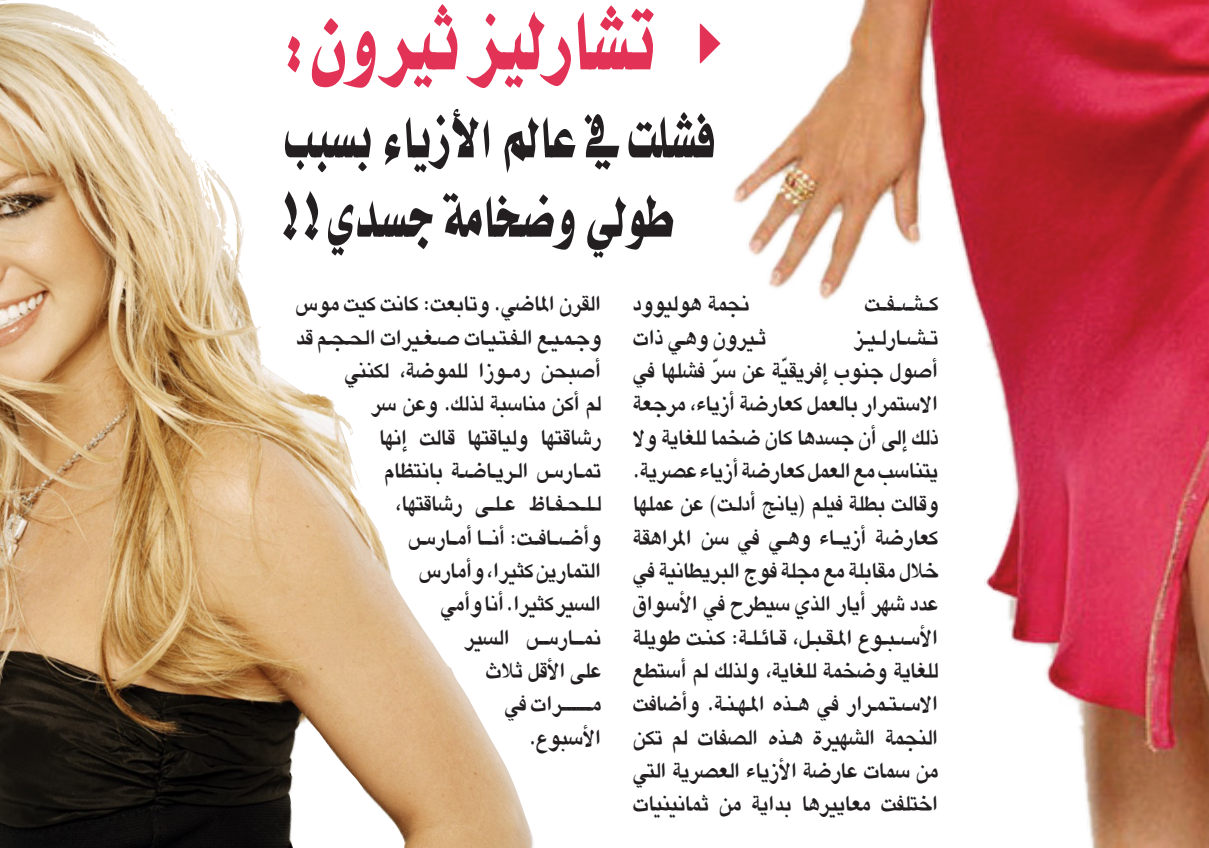 تشارليز ثيرون:
فشلت في عالم الأزياء بسبب
طولي وضخامة جسدي!!
كشفت نجمة هوليوود
تشارليز ثيرون وهي ذات
أصول جنوب إفريقيّة عن سرّ فشلها في
الاستمرار بالعمل كعارضة أزياء، مرجعة
ذلك إلى أن جسدها كان ضخما للغاية ولا
يتناسب مع العمل كعارضة أزياء عصرية.
وقالت بطلة فيلم (يانج أدلت) عن عملها
كعارضة أزياء وهي في سن المراهقة
خلال مقابلة مع مجلة فوج البريطانية في
عدد شهر أيار الذي سيطرح في الأسواق
الأسبوع المقبل، قائلة: كنت طويلة
للغاية وضخمة للغاية، ولذلك لم أستطع
الاستمرار في هذه المهنة. وأضافت
النجمة الشهيرة هذه الصفات لم تكن
من سمات عارضة الأزياء العصرية التي
اختلفت معاييرها بداية من ثمانينيات
القرن الماضي. وتابعت: كانت كيت موس
وجميع الفتيات صغيرات الحجم قد
أصبحن رموزا للموضة، لكنني
لم أكن مناسبة لذلك. وعن سر
رشاقتها ولياقتها قالت إنها
تمارس الرياضة بانتظام
للحفاظ على رشاقتها،
وأضافت: أنا أمارس
التمارين كثيرا، وأمارس
السير كثيرا. أنا وأمي
نمارس السير
على الأقل ثلاث
مرات في
الأسبوع.